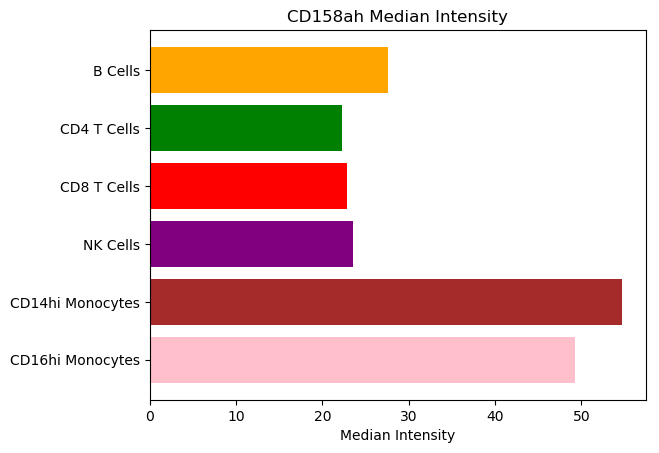 CD158ah Median Intensity
B Cells
CD4 T Cells
CD8 T Cells
NK Cells
CD14hi Monocytes
CD16hi Monocytes
0 10 20 30 40 50
Median Intensity